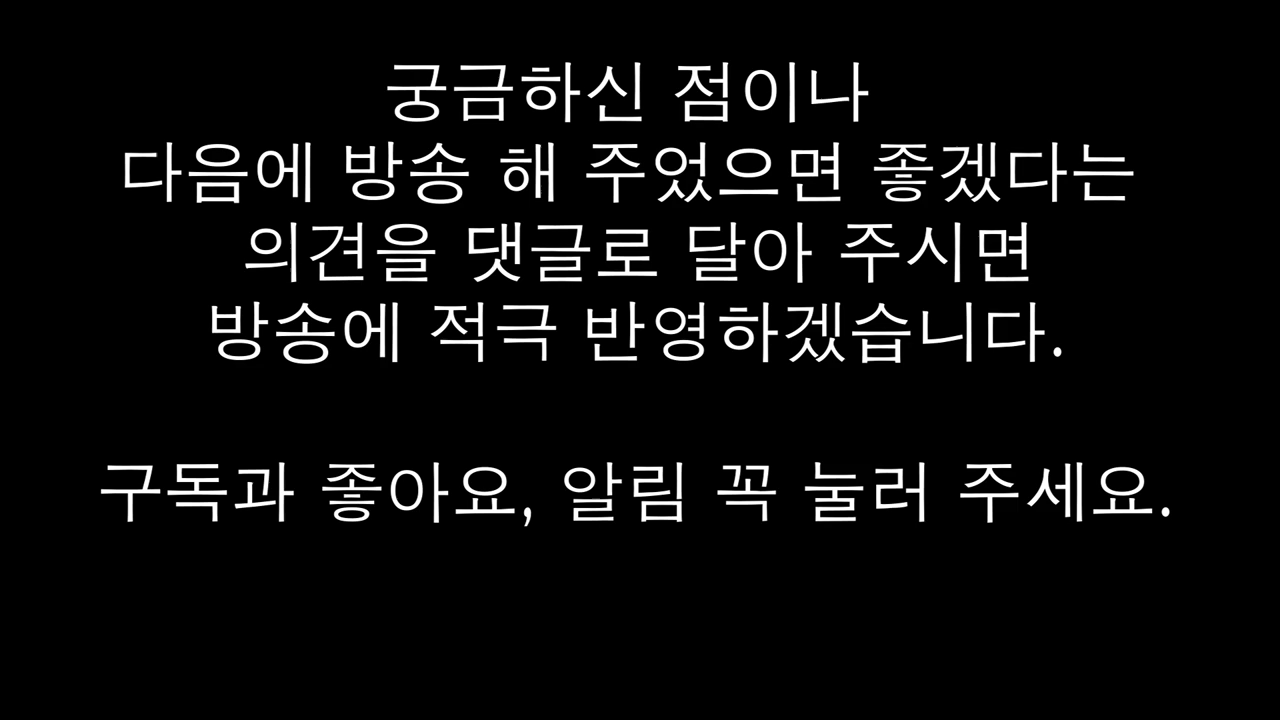 궁금하신 점이나
다음에 방송 해 주었으면 좋겠다는
의견을 댓글로 달아 주시면
방송에 적극 반영하겠습니다.
구독과 좋아요, 알림 꼭 눌러 주세요.